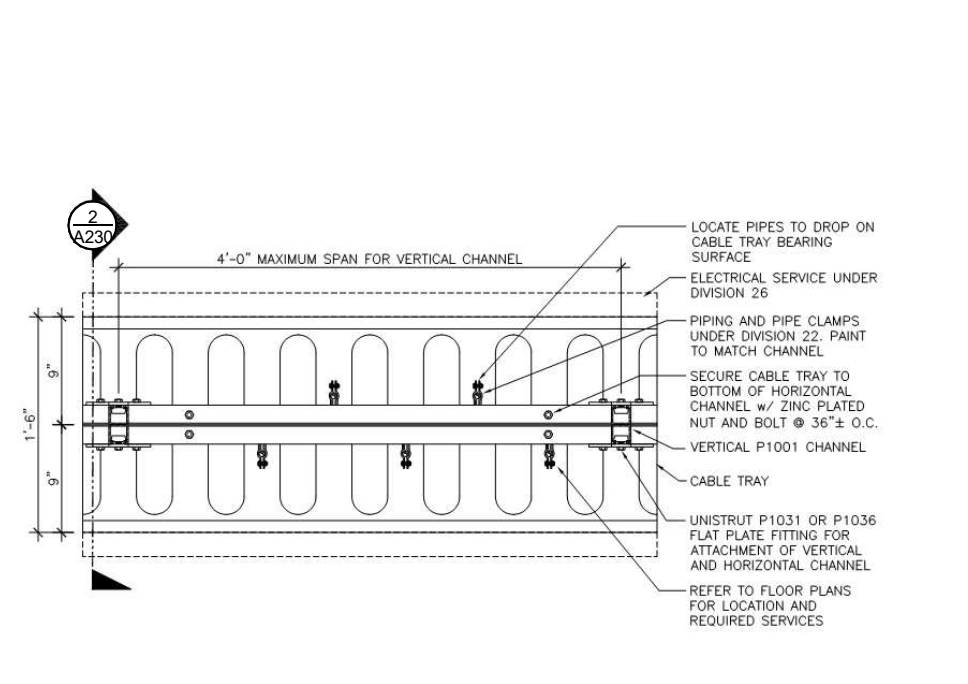 2
A230
4'-0" MAXIMUM SPAN FOR VERTICAL CHANNEL
9"
1'-6"
9"
LOCATE PIPES TO DROP ON
CABLE TRAY BEARING
SURFACE
ELECTRICAL SERVICE UNDER
DIVISION 26
PIPING AND PIPE CLAMPS
UNDER DIVISION 22. PAINT
TO MATCH CHANNEL
SECURE CABLE TRAY TO
BOTTOM OF HORIZONTAL
CHANNEL w/ ZINC PLATED
NUT AND BOLT @ 36"± O.C.
VERTICAL P1001 CHANNEL
CABLE TRAY
UNISTRUT P1031 OR P1036
FLAT PLATE FITTING FOR
ATTACHMENT OF VERTICAL
AND HORIZONTAL CHANNEL
REFER TO FLOOR PLANS
FOR LOCATION AND
REQUIRED SERVICES